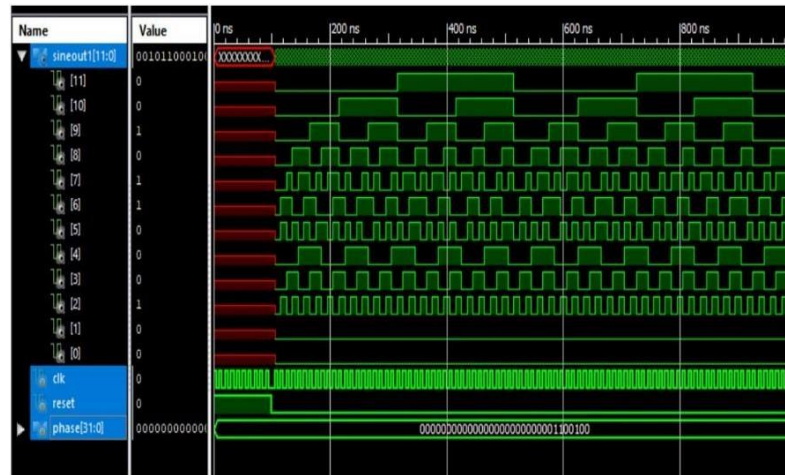 Name Value 0 ns 200 ns 400 ns 600 ns 800 ns
sineout1[11:0] 001011000100 XXXXXXXX...
[11] 0
[10] 0
[9] 1
[8] 0
[7] 1
[6] 1
[5] 0
[4] 0
[3] 0
[2] 1
[1] 0
[0] 0
clk 0
reset 0
phase[31:0] 000000000000 00000000000000000000000001100100